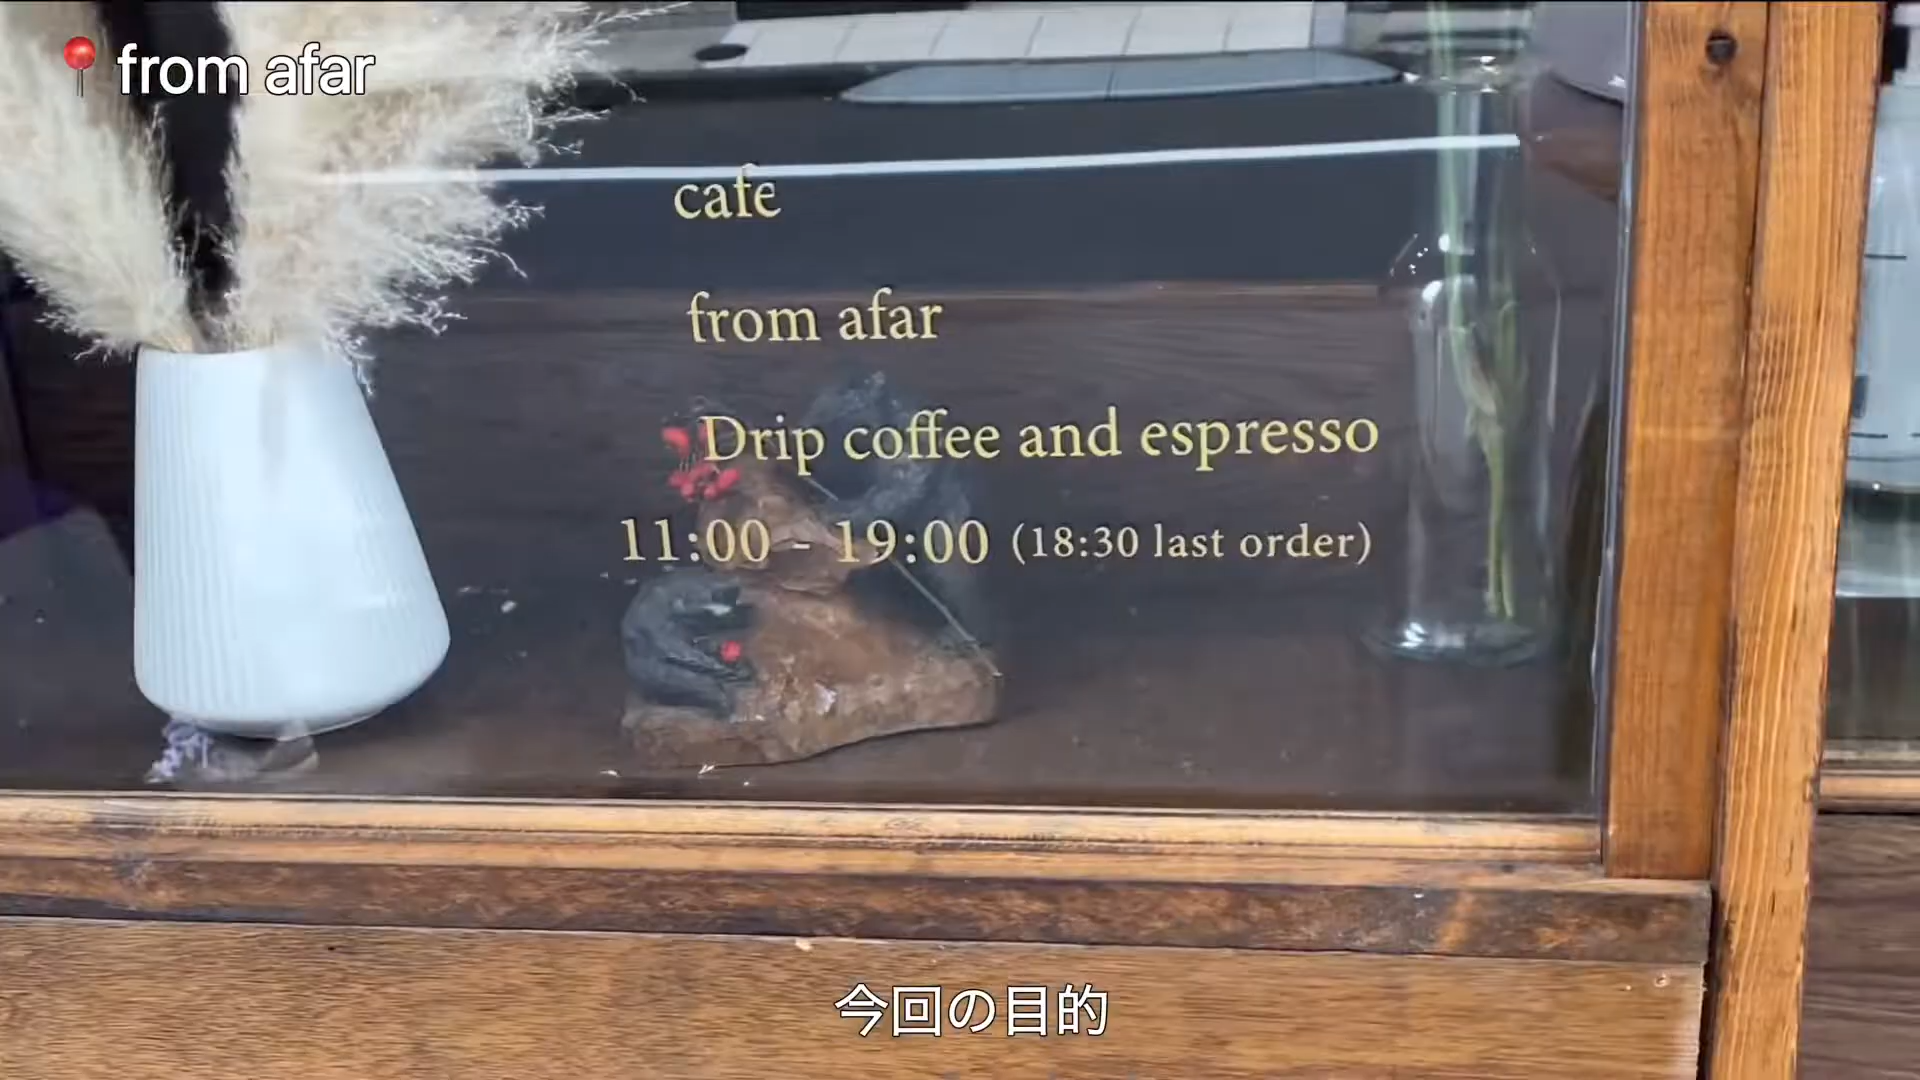 from afar
cafe
from afar
Drip coffee and espresso
11:00 - 19:00 (18:30 last order)
今回の目的